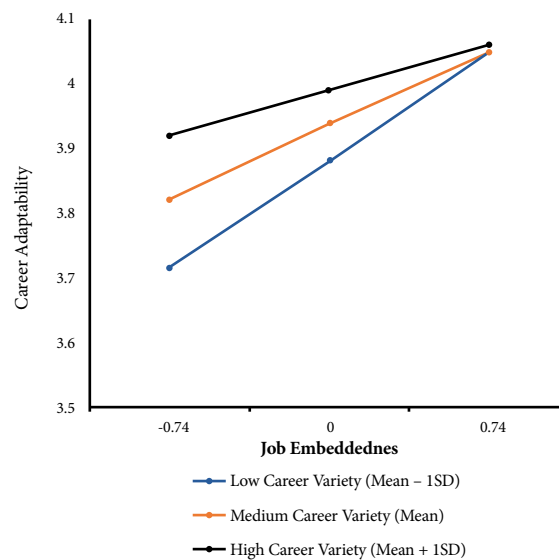 4.1
4
3.9
3.8
3.7
3.6
3.5
Career Adaptability
-0.74 0 0.74
Job Embeddednes
Low Career Variety (Mean – 1SD)
Medium Career Variety (Mean)
High Career Variety (Mean + 1SD)